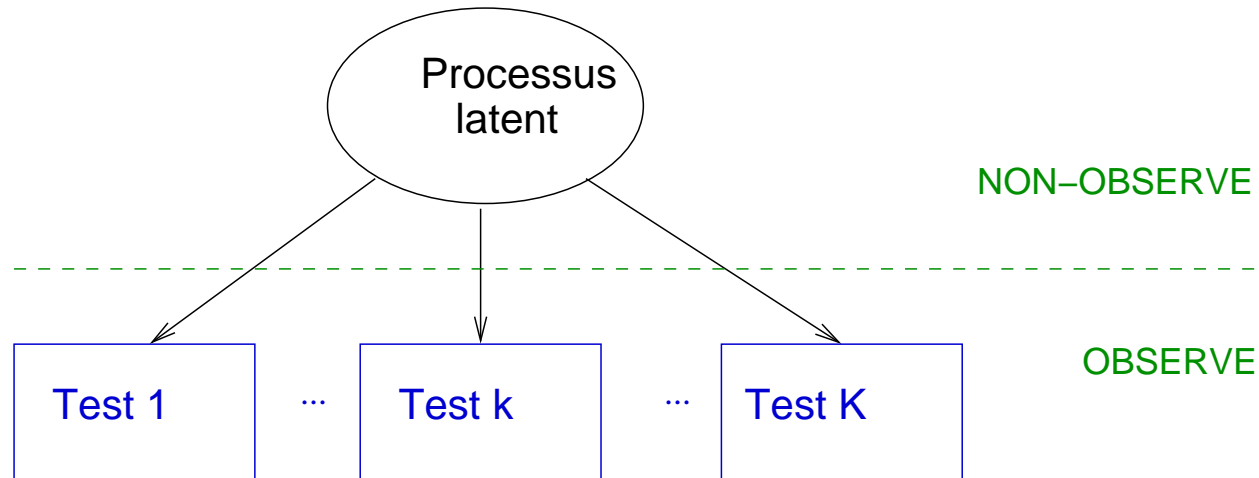 Processus
latent
NON−OBSERVE
OBSERVE
Test 1 ... Test k ... Test K